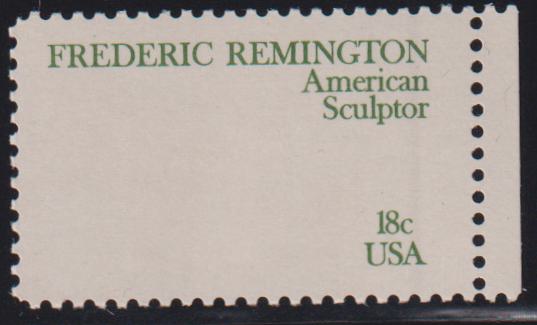 FREDERIC REMINGTON
American
Sculptor
18c
USA